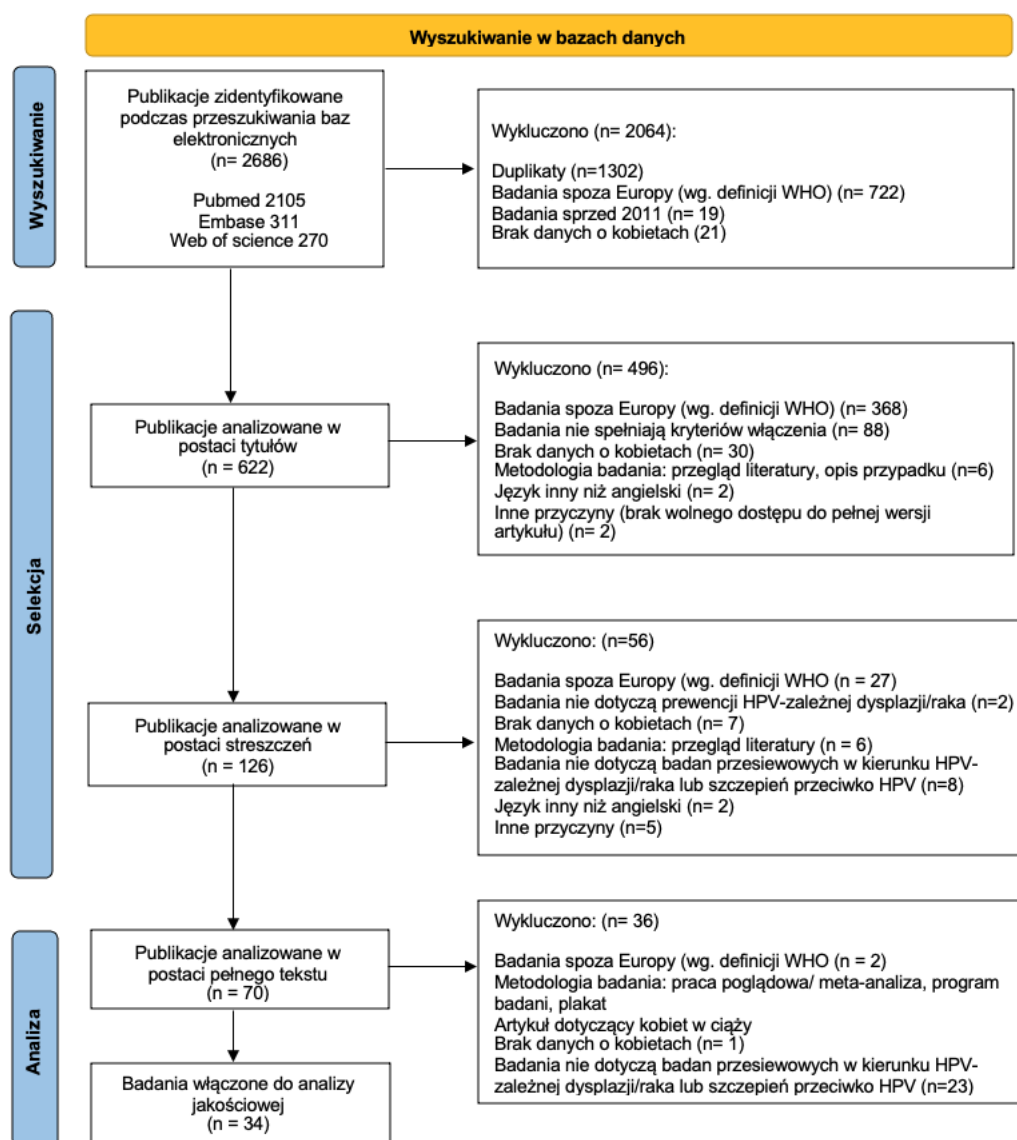 Wyszukiwanie w bazach danych
Wyszukiwanie
Publikacje zidentyfikowane
podczas przeszukiwania baz
elektronicznych
(n= 2686)
Pubmed 2105
Embase 311
Web of science 270
Wykluczono (n= 2064):
Duplikaty (n=1302)
Badania spoza Europy (wg. definicji WHO) (n= 722)
Badania sprzed 2011 (n= 19)
Brak danych o kobietach (21)
Selekcja
Publikacje analizowane w
postaci tytułów
(n = 622)
Wykluczono (n= 496):
Badania spoza Europy (wg. definicji WHO) (n= 368)
Badania nie spełniają kryteriów włączenia (n= 88)
Brak danych o kobietach (n= 30)
Metodologia badania: przegląd literatury, opis przypadku (n=6)
Język inny niż angielski (n= 2)
Inne przyczyny (brak wolnego dostępu do pełnej wersji
artykułu) (n= 2)
Publikacje analizowane w
postaci streszczeń
(n = 126)
Wykluczono: (n=56)
Badania spoza Europy (wg. definicji WHO (n = 27)
Badania nie dotyczą prewencji HPV-zależnej dysplazji/raka (n=2)
Brak danych o kobietach (n= 7)
Metodologia badania: przegląd literatury (n = 6)
Badania nie dotyczą badan przesiewowych w kierunku HPV-
zależnej dysplazji/raka lub szczepień przeciwko HPV (n=8)
Język inny niż angielski (n= 2)
Inne przyczyny (n=5)
Analiza
Publikacje analizowane w
postaci pełnego tekstu
(n = 70)
Wykluczono: (n= 36)
Badania spoza Europy (wg. definicji WHO (n = 2)
Metodologia badania: praca poglądowa/ meta-analiza, program
badani, plakat
Artykuł dotyczący kobiet w ciąży
Brak danych o kobietach (n= 1)
Badania nie dotyczą badan przesiewowych w kierunku HPV-
zależnej dysplazji/raka lub szczepień przeciwko HPV (n=23)
Badania włączone do analizy
jakościowej
(n = 34)